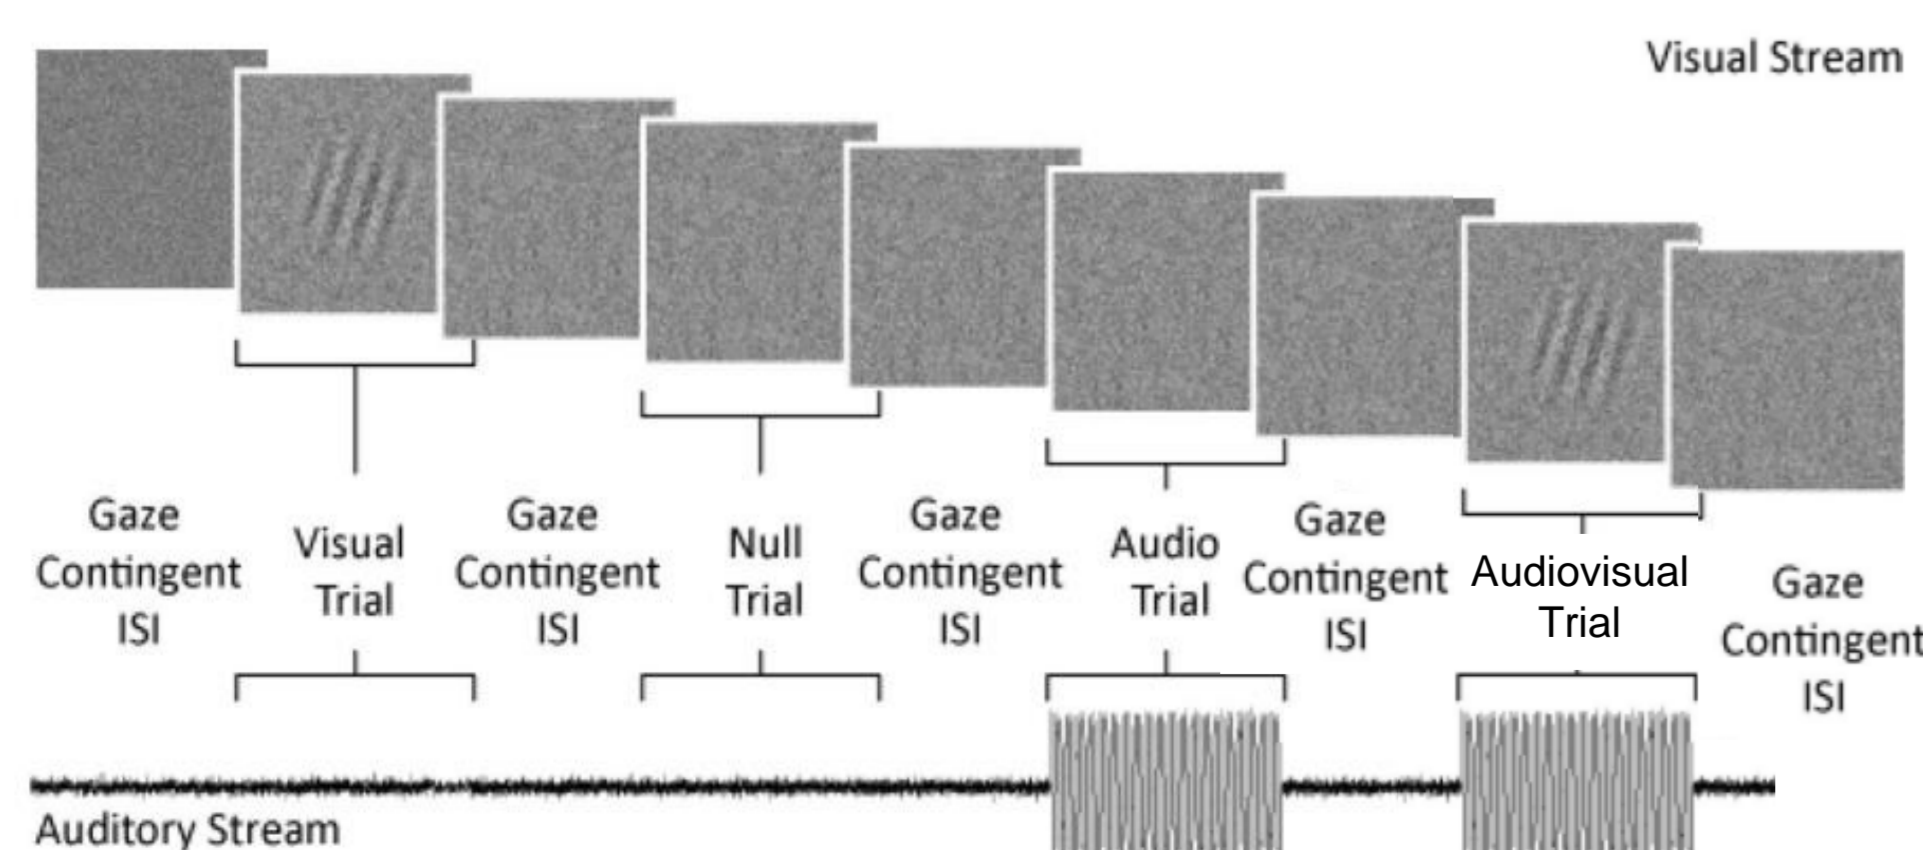 Visual Stream
Gaze
Contingent
ISI
Visual
Trial
Gaze
Contingent
ISI
Null
Trial
Gaze
Contingent
ISI
Audio
Trial
Gaze
Contingent
ISI
Audiovisual
Trial
Gaze
Contingent
ISI
Auditory Stream